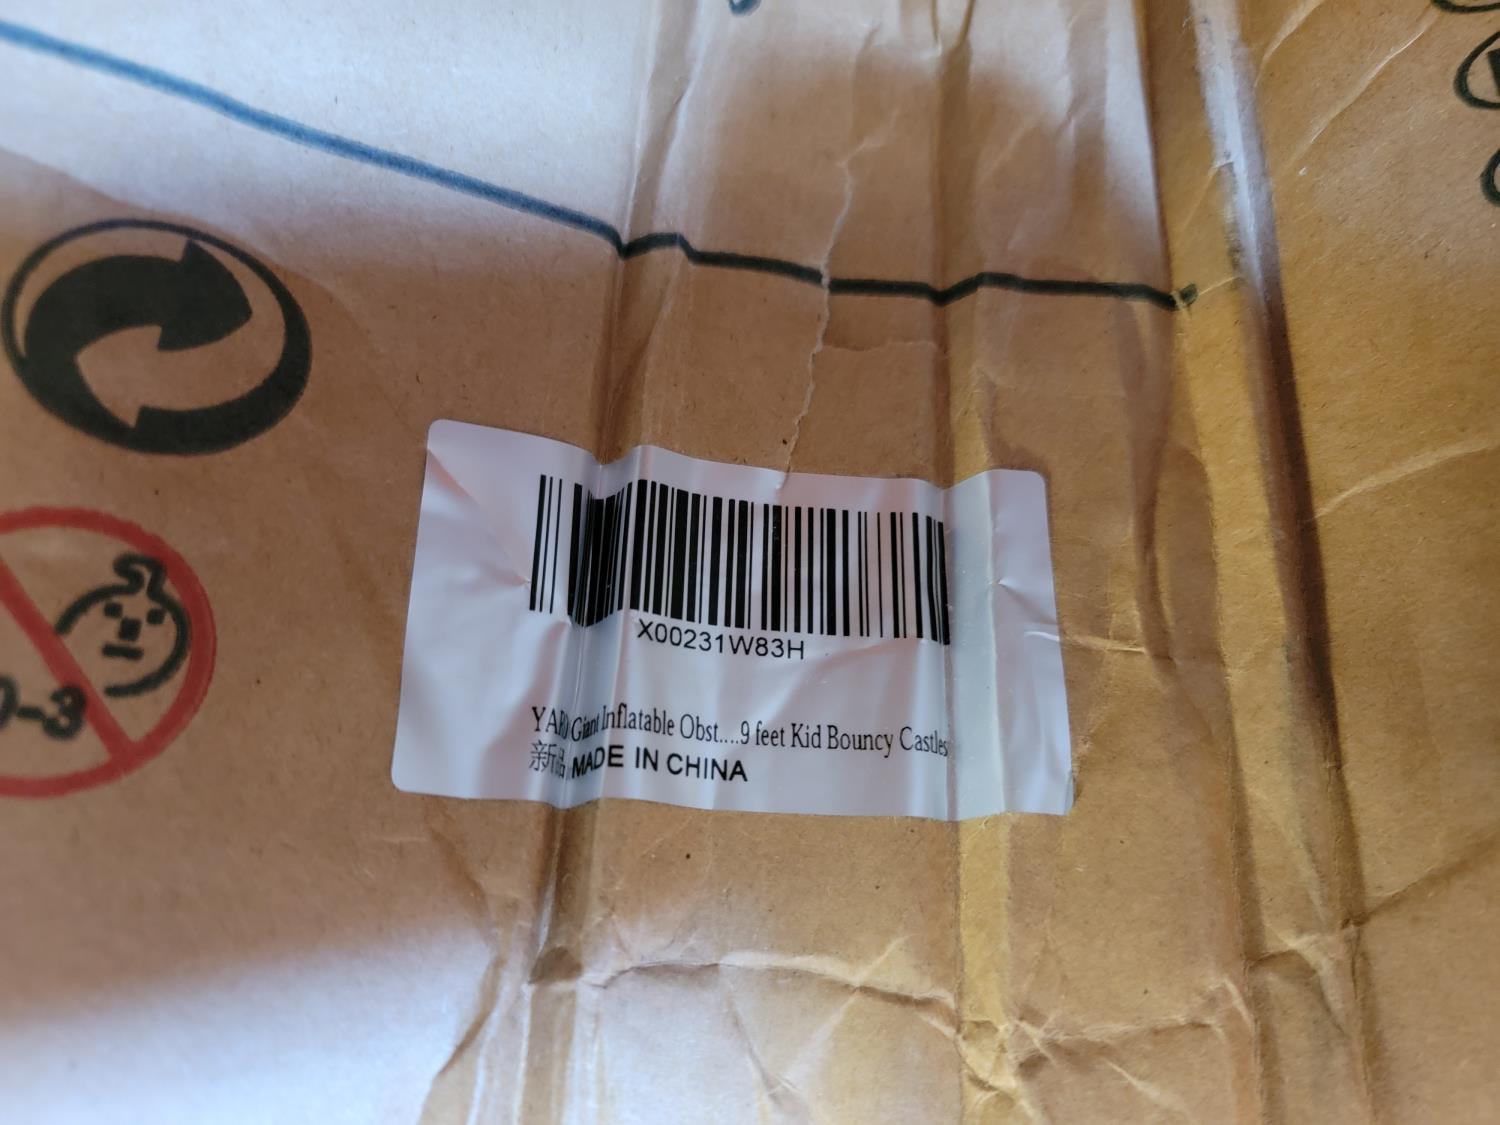 0-3
X00231W83H
YARD Giant Inflatable Obst....9 feet Kid Bouncy Castles
新品 MADE IN CHINA